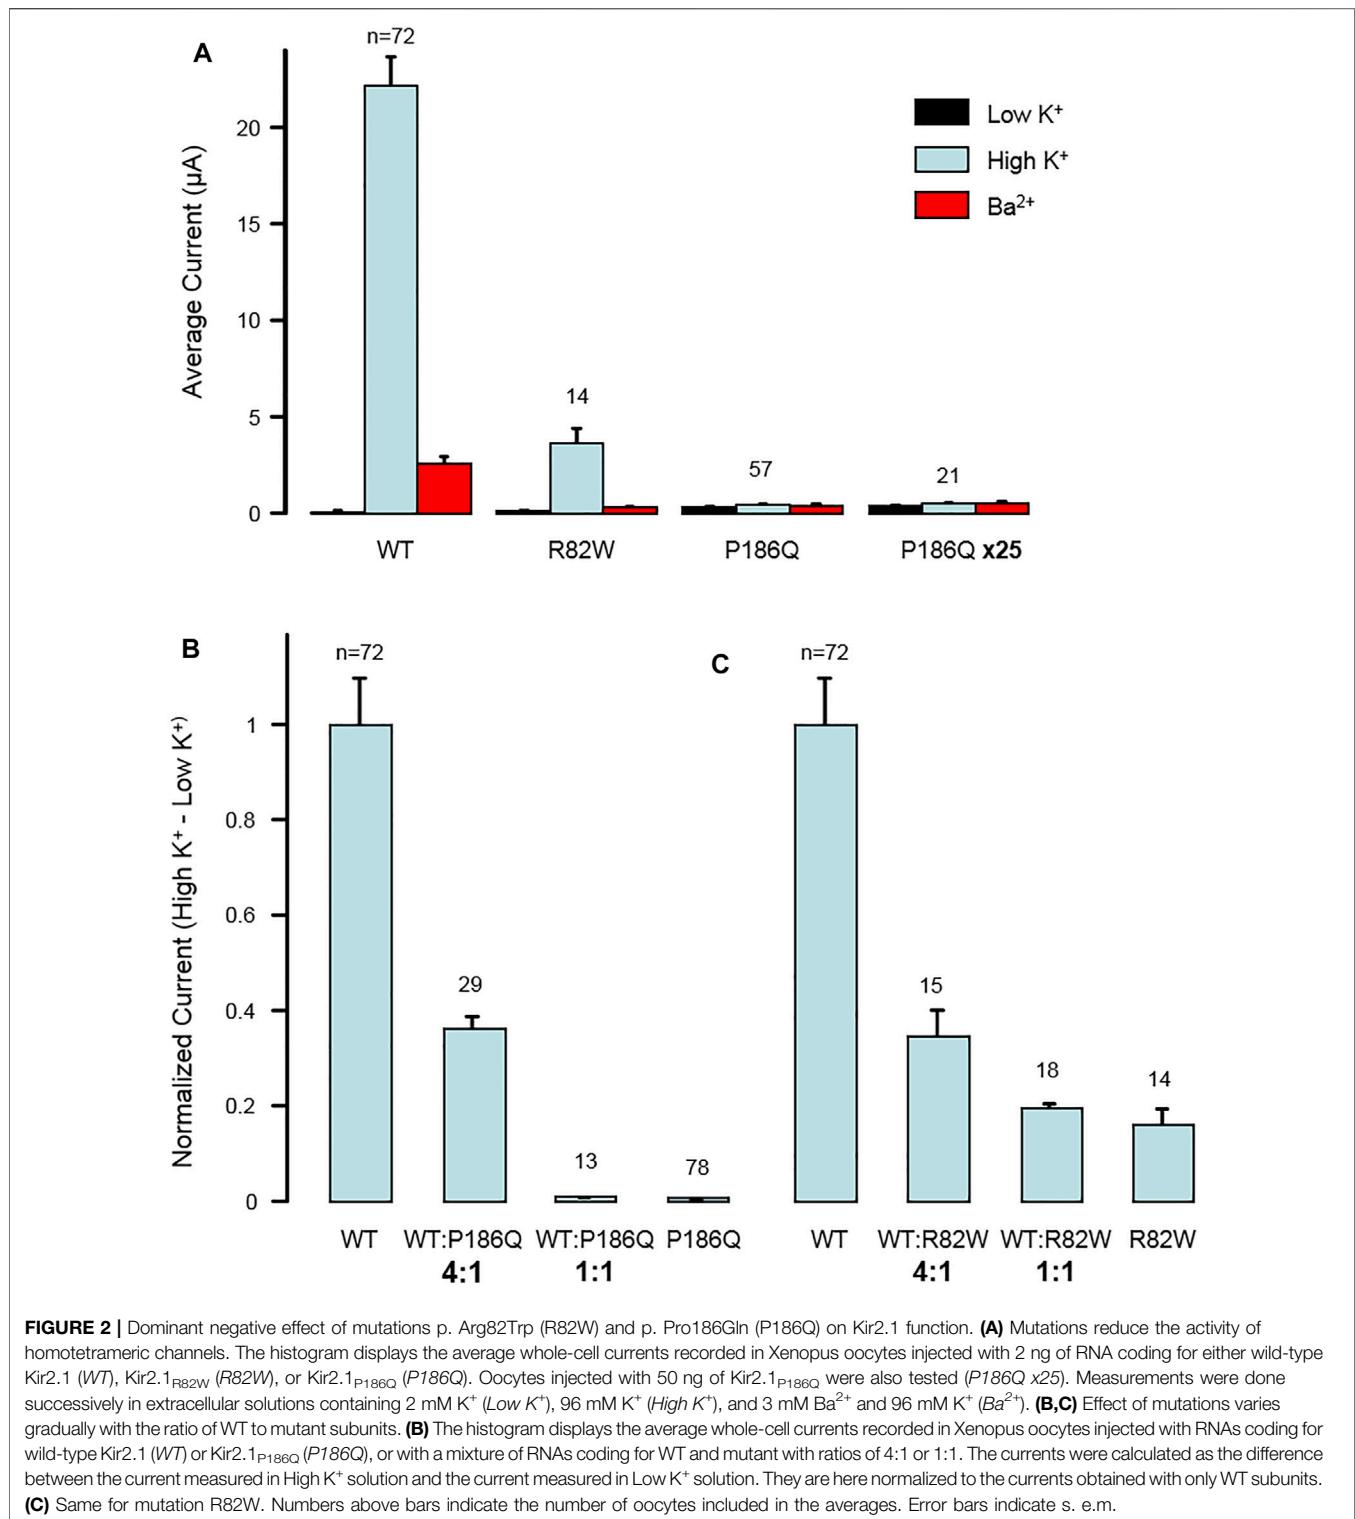 A
n=72
Low K⁺
High K⁺
Ba²⁺
Average Current (µA)
20
15
10
5
0
14
57
21
WT
R82W
P186Q
P186Q x25
B
C
n=72
n=72
Normalized Current (High K⁺ - Low K⁺)
1
0.8
0.6
0.4
0.2
0
29
13
78
15
18
14
WT WT:P186Q WT:P186Q P186Q WT WT:R82W WT:R82W R82W
4:1 1:1 4:1 1:1
FIGURE 2 | Dominant negative effect of mutations p. Arg82Trp (R82W) and p. Pro186Gln (P186Q) on Kir2.1 function. (A) Mutations reduce the activity of
homotetrameric channels. The histogram displays the average whole-cell currents recorded in Xenopus oocytes injected with 2 ng of RNA coding for either wild-type
Kir2.1 (WT), Kir2.1R82W (R82W), or Kir2.1P186Q (P186Q). Oocytes injected with 50 ng of Kir2.1P186Q were also tested (P186Q x25). Measurements were done
successively in extracellular solutions containing 2 mM K⁺ (Low K⁺), 96 mM K⁺ (High K⁺), and 3 mM Ba²⁺ and 96 mM K⁺ (Ba²⁺). (B,C) Effect of mutations varies
gradually with the ratio of WT to mutant subunits. (B) The histogram displays the average whole-cell currents recorded in Xenopus oocytes injected with RNAs coding for
wild-type Kir2.1 (WT) or Kir2.1P186Q (P186Q), or with a mixture of RNAs coding for WT and mutant with ratios of 4:1 or 1:1. The currents were calculated as the difference
between the current measured in High K⁺ solution and the current measured in Low K⁺ solution. They are here normalized to the currents obtained with only WT subunits.
(C) Same for mutation R82W. Numbers above bars indicate the number of oocytes included in the averages. Error bars indicate s. e.m.